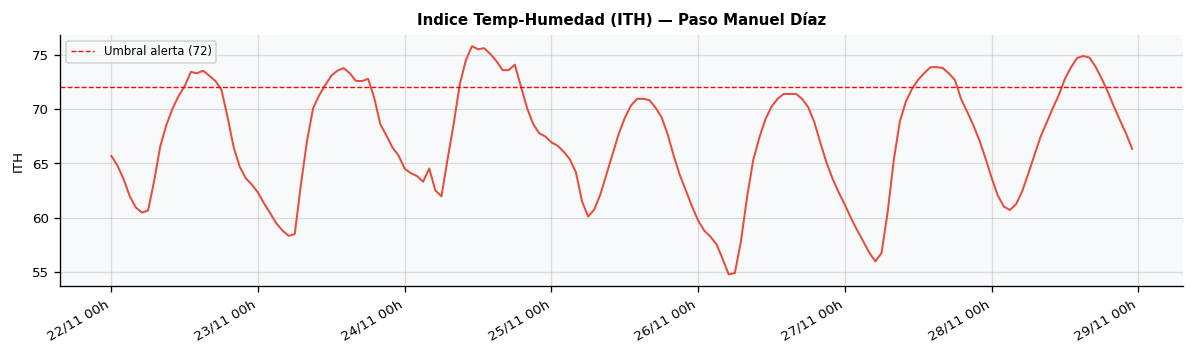 Indice Temp-Humedad (ITH) — Paso Manuel Díaz
Umbral alerta (72)
ITH
75
70
65
60
55
22/11 00h
23/11 00h
24/11 00h
25/11 00h
26/11 00h
27/11 00h
28/11 00h
29/11 00h